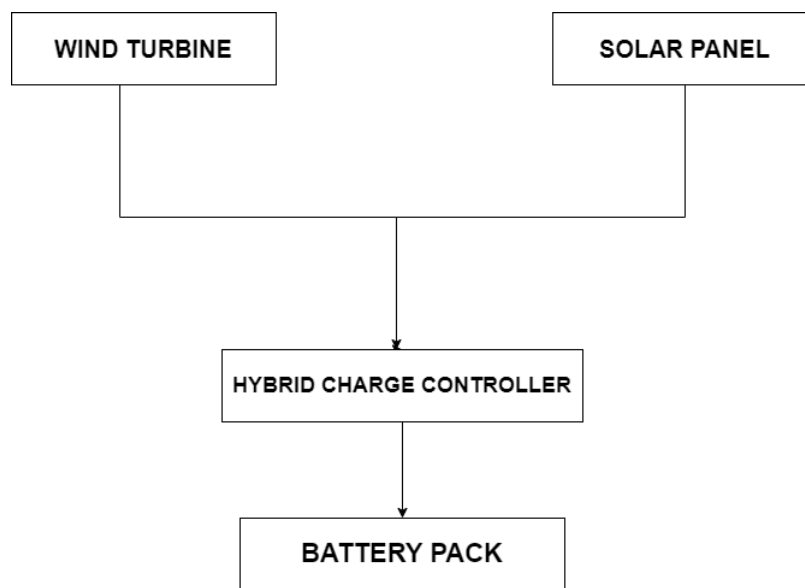 WIND TURBINE
SOLAR PANEL
HYBRID CHARGE CONTROLLER
BATTERY PACK